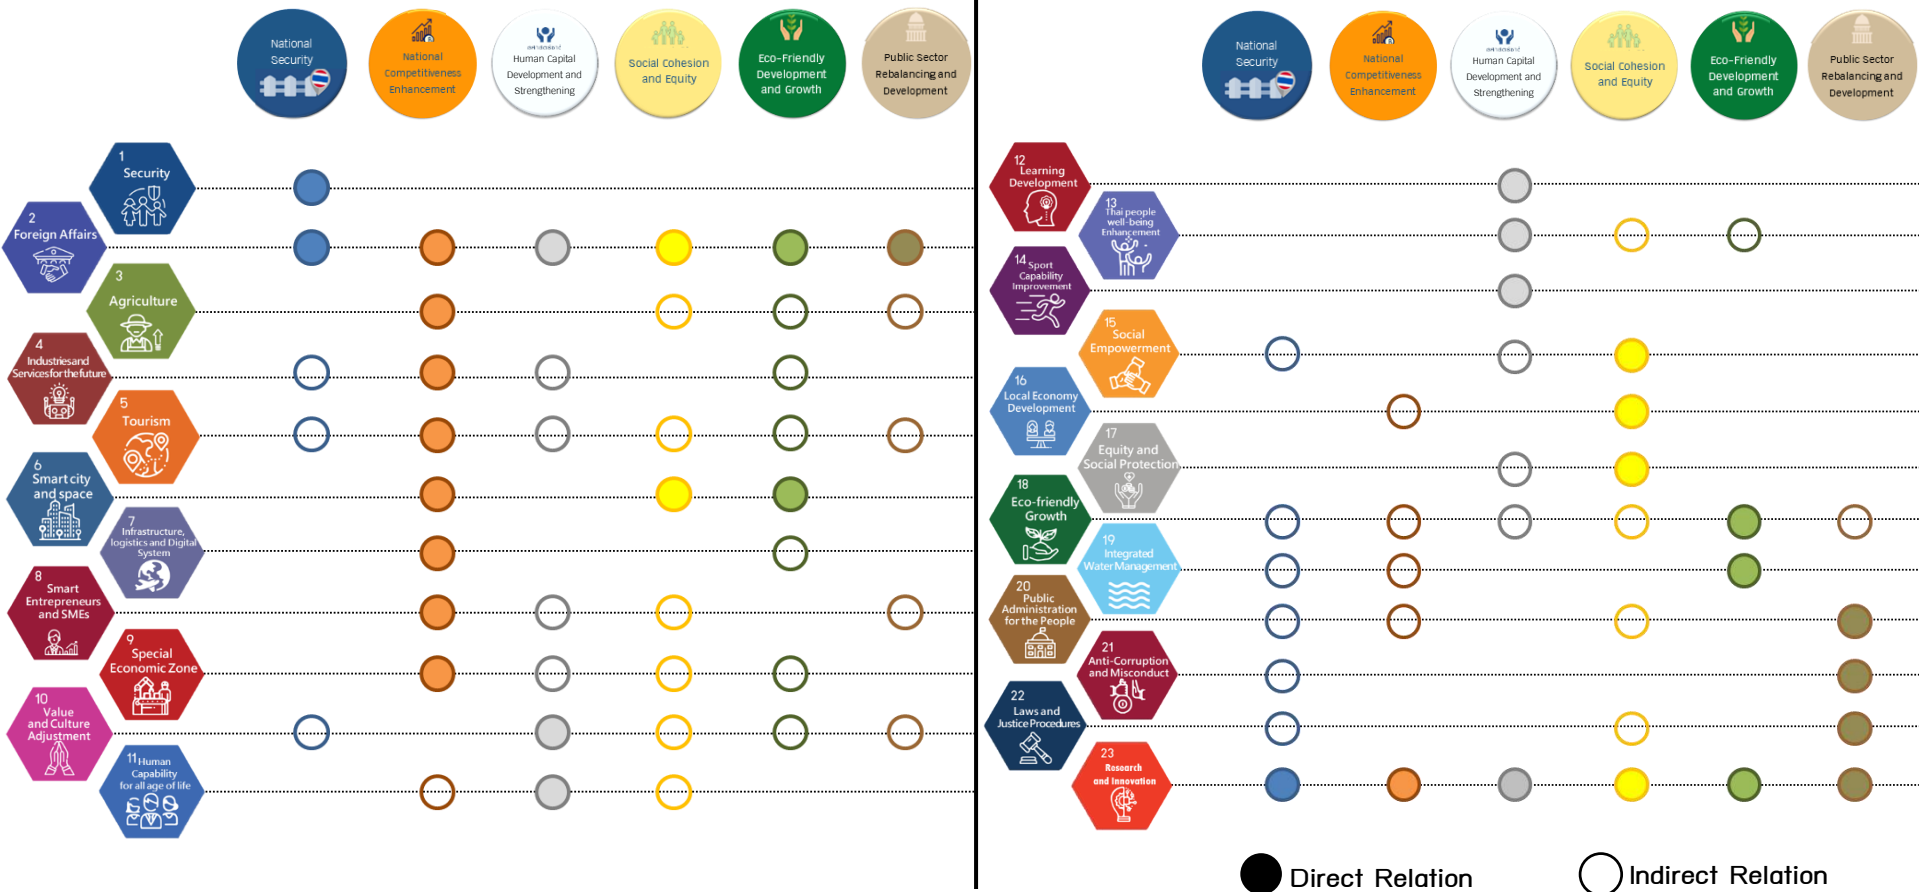 National
Security
National
Competitiveness
Enhancement
Human Capital
Development and
Strengthening
Social Cohesion
and Equity
Eco-Friendly
Development
and Growth
Public Sector
Rebalancing and
Development
1
Security
2
Foreign Affairs
3
Agriculture
4
Industriesand
Services for the future
5
Tourism
6
Smart city
and space
7
Infrastructure,
logistics and Digital
System
8
Smart
Entrepreneurs
and SMEs
9
Special
Economic Zone
10
Value
and Culture
Adjustment
11 Human
Capability
for all age of life
National
Security
National
Competitiveness
Enhancement
Human Capital
Development and
Strengthening
Social Cohesion
and Equity
Eco-Friendly
Development
and Growth
Public Sector
Rebalancing and
Development
12
Learning
Development
13
Thai people
well-being
Enhancement
14 Sport
Capability
Improvement
15
Social
Empowerment
16
Local Economy
Development
17
Equity and
Social Protection
18
Eco-friendly
Growth
19
Integrated
Water Management
20
Public
Administration
for the People
21
Anti-Corruption
and Misconduct
22
Laws and
Justice Procedures
23
Research
and Innovation
Direct Relation
Indirect Relation